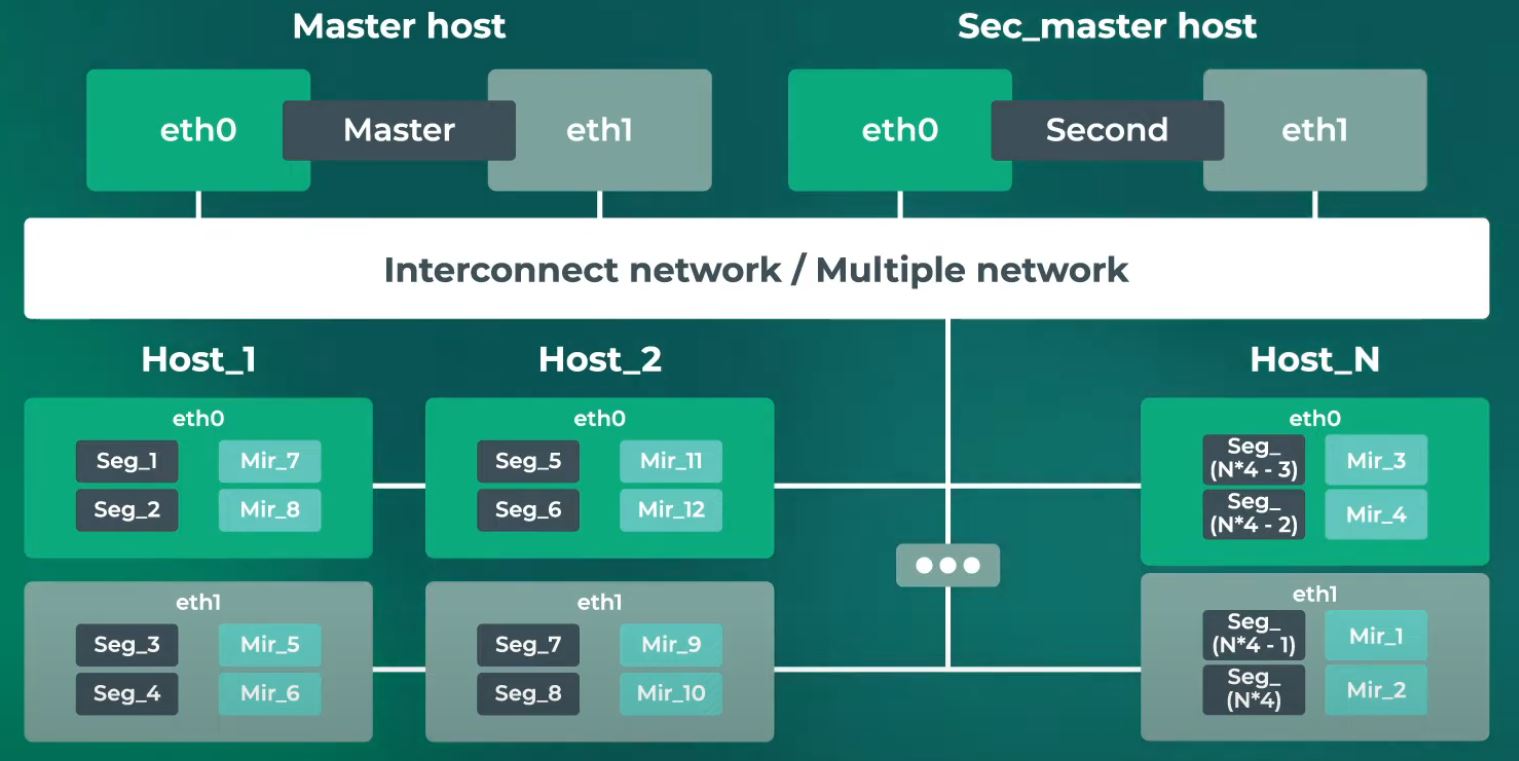 Master host
Sec_master host
eth0
Master
eth1
eth0
Second
eth1
Interconnect network / Multiple network
Host_1
Host_2
Host_N
eth0
Seg_1
Mir_7
Seg_2
Mir_8
eth0
Seg_5
Mir_11
Seg_6
Mir_12
eth0
Seg_
(N*4 - 3)
Mir_3
Seg_
(N*4 - 2)
Mir_4
eth1
Seg_3
Mir_5
Seg_4
Mir_6
eth1
Seg_7
Mir_9
Seg_8
Mir_10
eth1
Seg_
(N*4 - 1)
Mir_1
Seg_
(N*4)
Mir_2